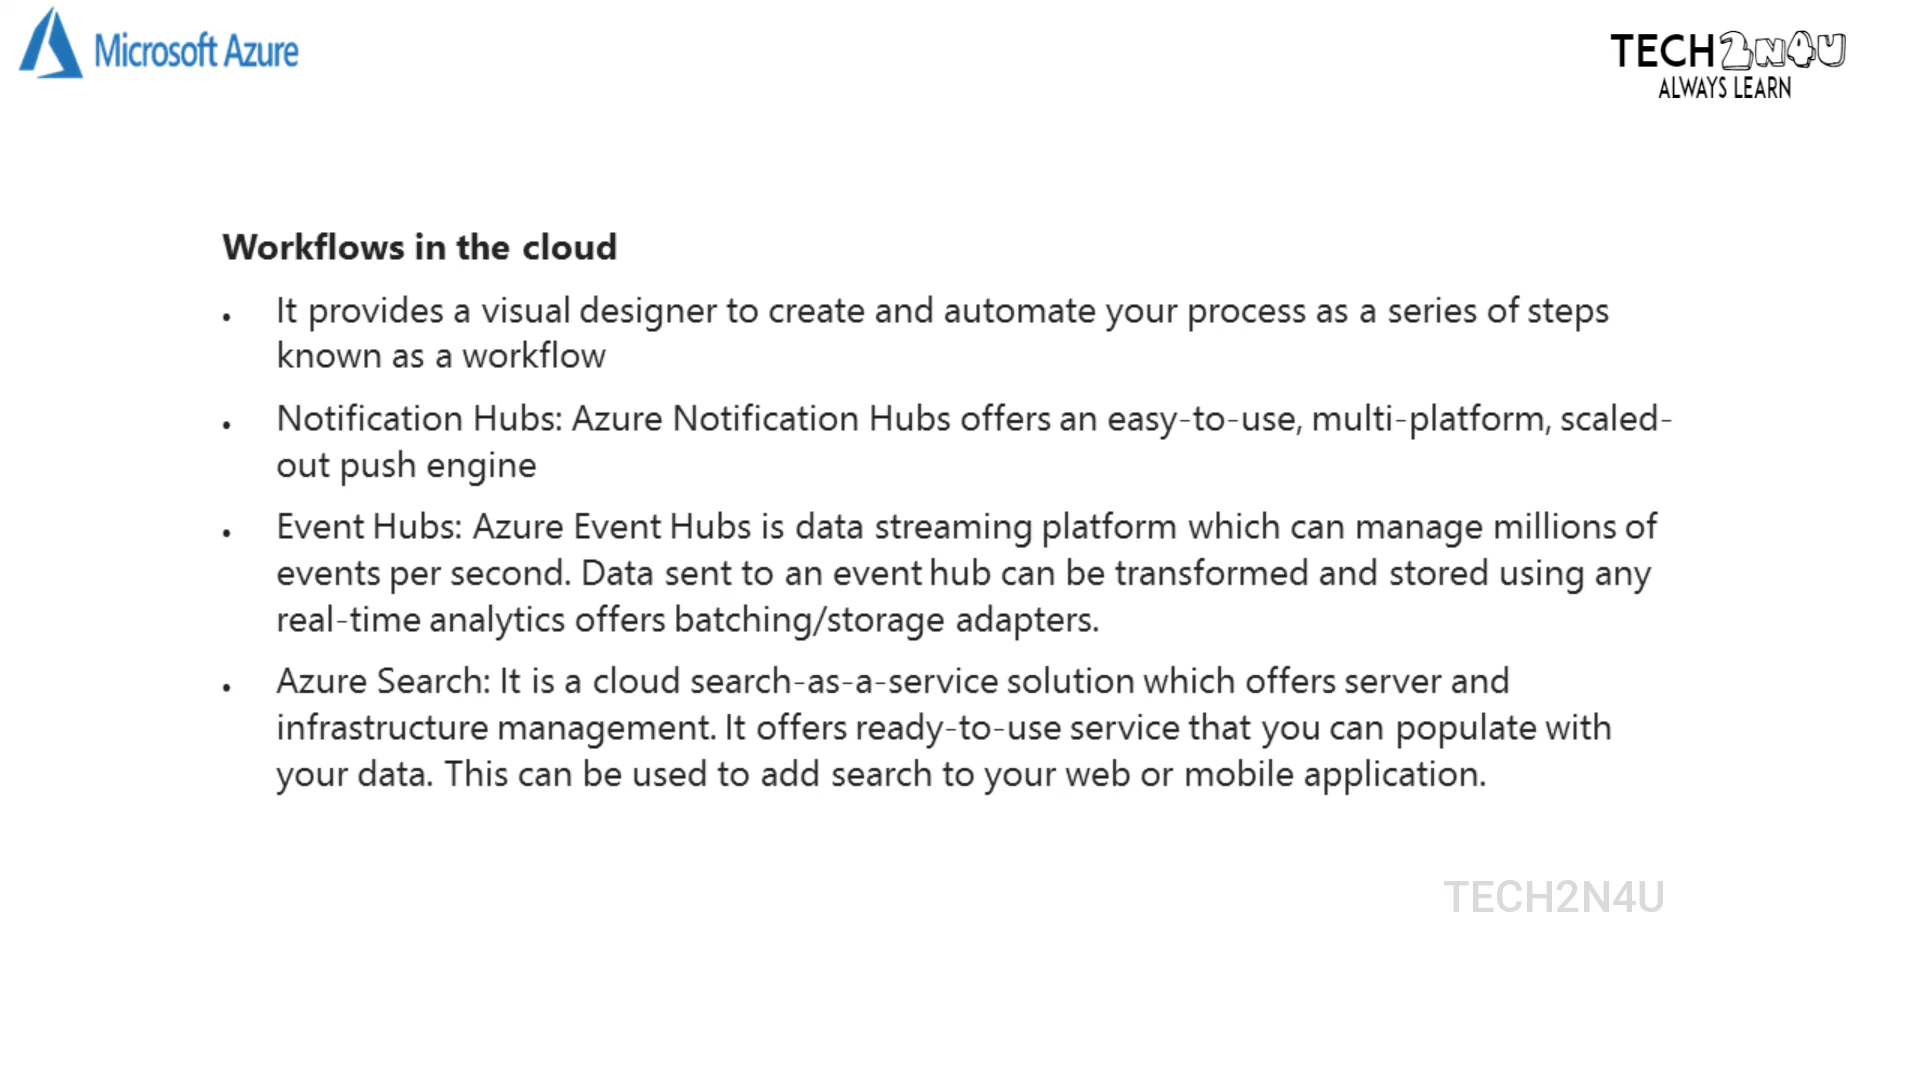 Microsoft Azure
TECH2N4U
ALWAYS LEARN
Workflows in the cloud
• It provides a visual designer to create and automate your process as a series of steps
known as a workflow
• Notification Hubs: Azure Notification Hubs offers an easy-to-use, multi-platform, scaled-
out push engine
• Event Hubs: Azure Event Hubs is data streaming platform which can manage millions of
events per second. Data sent to an event hub can be transformed and stored using any
real-time analytics offers batching/storage adapters.
• Azure Search: It is a cloud search-as-a-service solution which offers server and
infrastructure management. It offers ready-to-use service that you can populate with
your data. This can be used to add search to your web or mobile application.
TECH2N4U